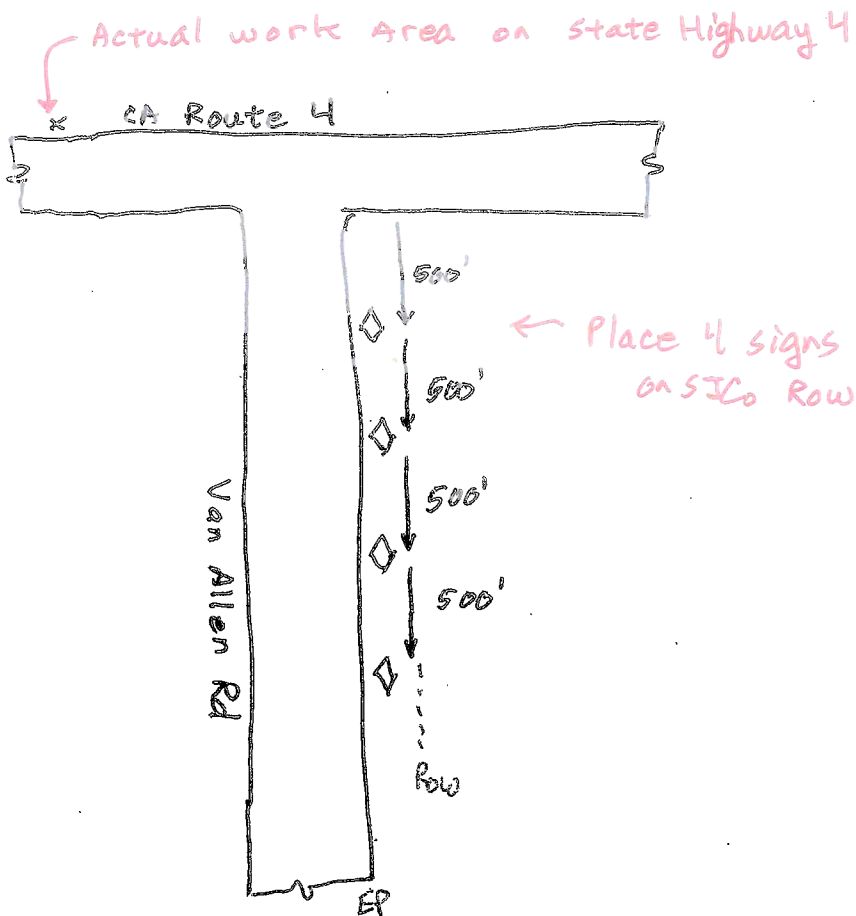 Actual work Area on State Highway 4
x CA Route 4
500'
Place 4 signs
on SJCo Row
500'
500'
500'
Van Allen Rd
Row
EP